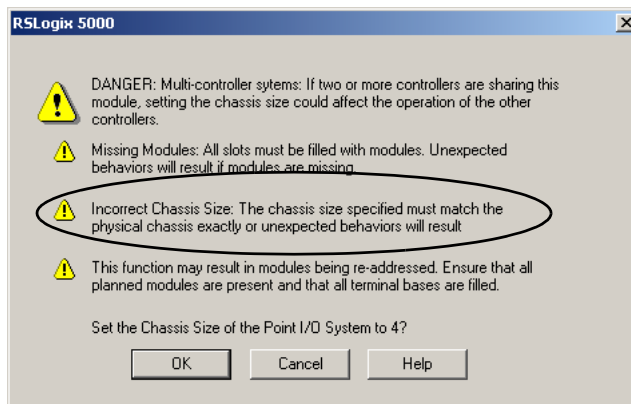 RSLogix 5000
DANGER: Multi-controller sytems: If two or more controllers are sharing this
module, setting the chassis size could affect the operation of the other
controllers.
Missing Modules: All slots must be filled with modules. Unexpected
behaviors will result if modules are missing.
Incorrect Chassis Size: The chassis size specified must match the
physical chassis exactly or unexpected behaviors will result
This function may result in modules being re-addressed. Ensure that all
planned modules are present and that all terminal bases are filled.
Set the Chassis Size of the Point I/O System to 4?
OK Cancel Help